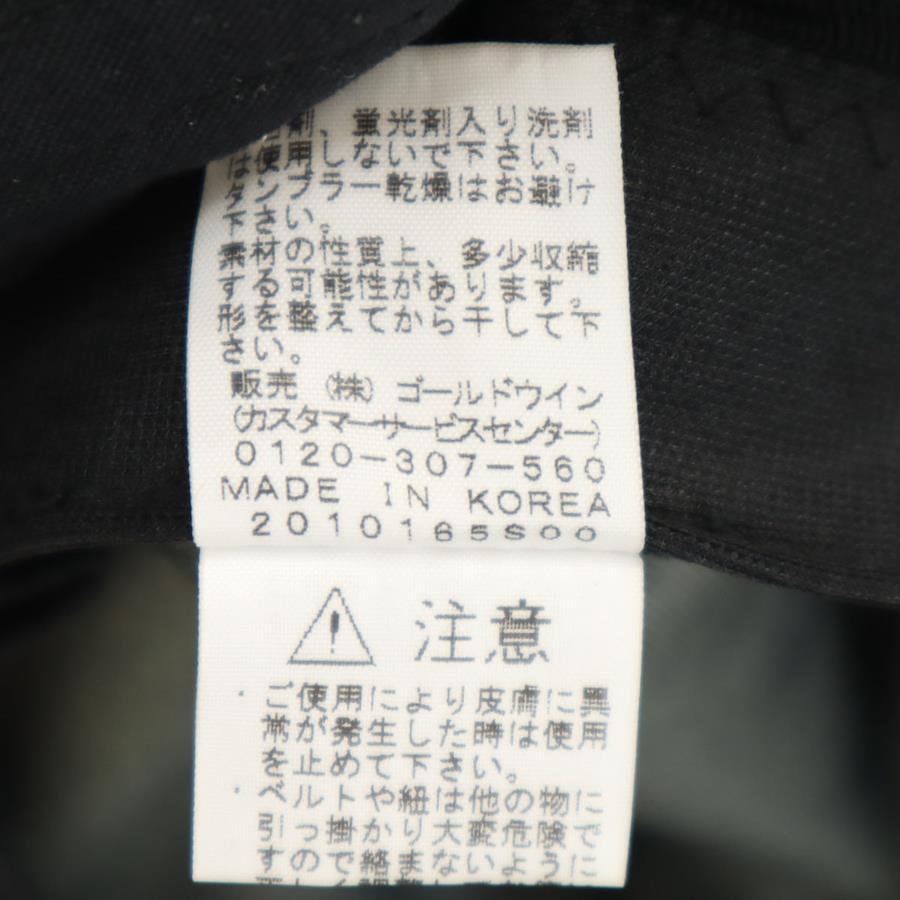 剤、蛍光剤入り洗剤
は使用しないで下さい。
タンブラー乾燥はお避け
下さい。
素材の性質上、多少収縮
する可能性があります。
形を整えてから干して下
さい。
販売 (株) ゴールドウイン
(カスタマーサービスセンター)
0120-307-560
MADE IN KOREA
2010165S00
注意
・ご使用により皮膚に異
常が発生した時は使用
を止めて下さい。
・ベルトや紐は他の物に
引っ掛かり大変危険で
すので絡まないように